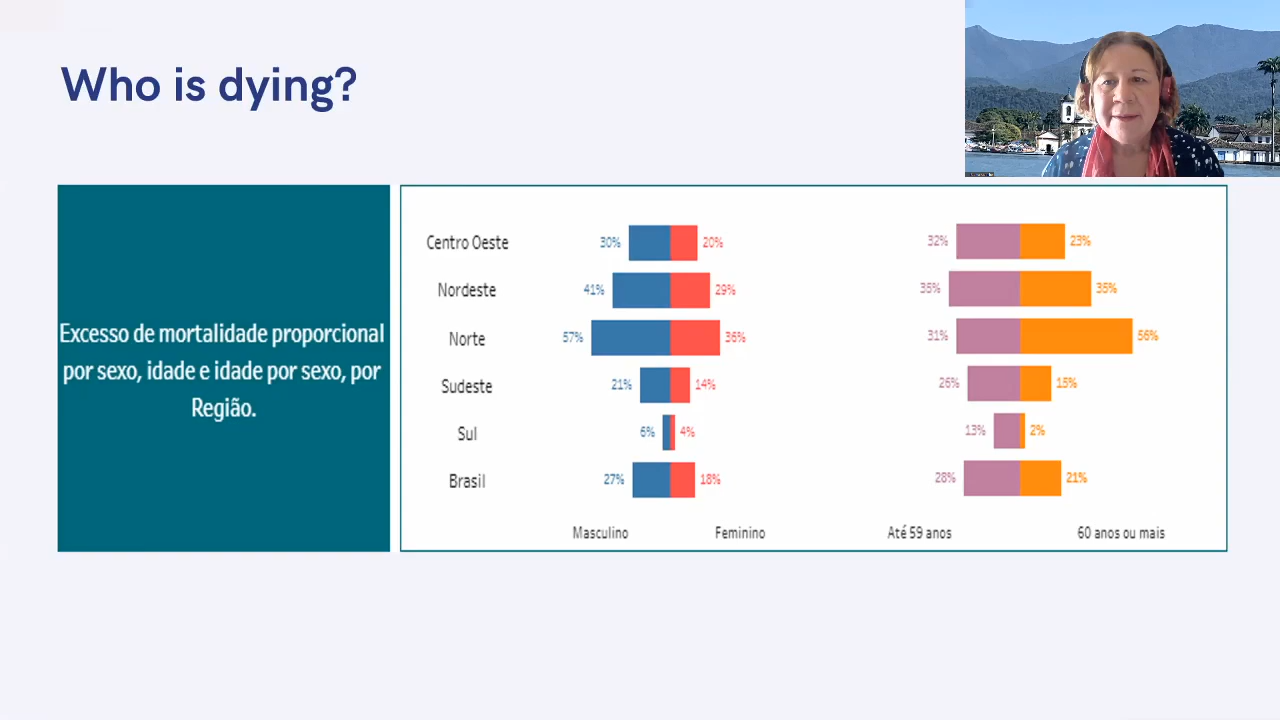 Who is dying?
Excesso de mortalidade proporcional
por sexo, idade e idade por sexo, por
Região.
Centro Oeste 30% 20% 32% 23%
Nordeste 41% 29% 35% 35%
Norte 57% 36% 31% 56%
Sudeste 21% 14% 26% 15%
Sul 6% 4% 13% 2%
Brasil 27% 18% 28% 21%
Masculino Feminino Até 59 anos 60 anos ou mais